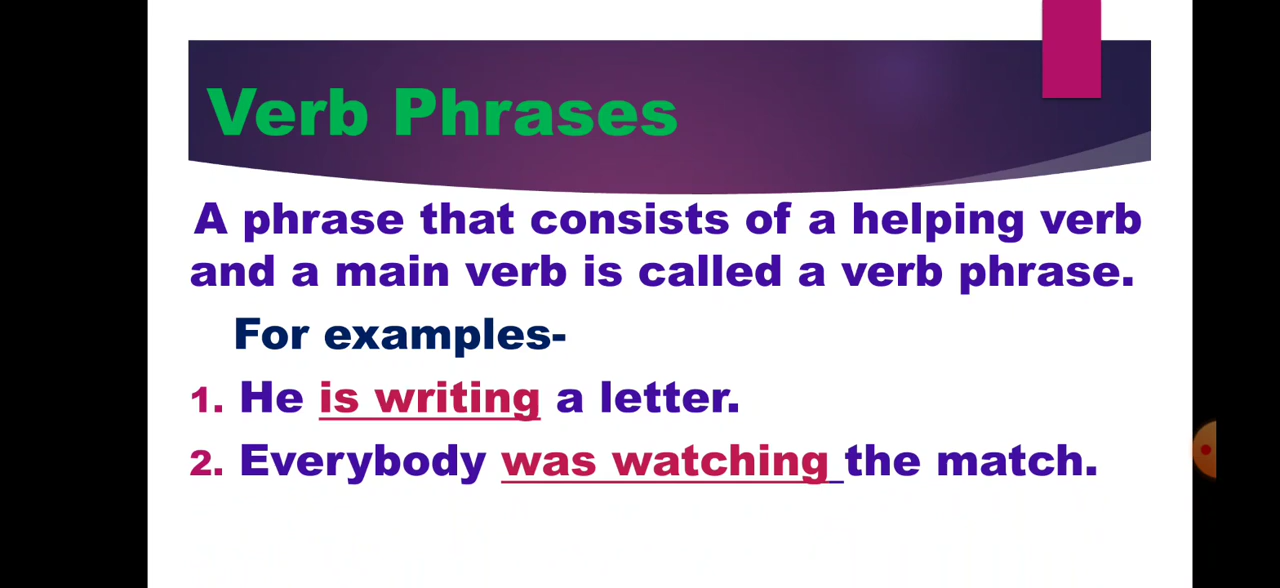 Verb Phrases
A phrase that consists of a helping verb
and a main verb is called a verb phrase.
For examples-
1. He is writing a letter.
2. Everybody was watching the match.